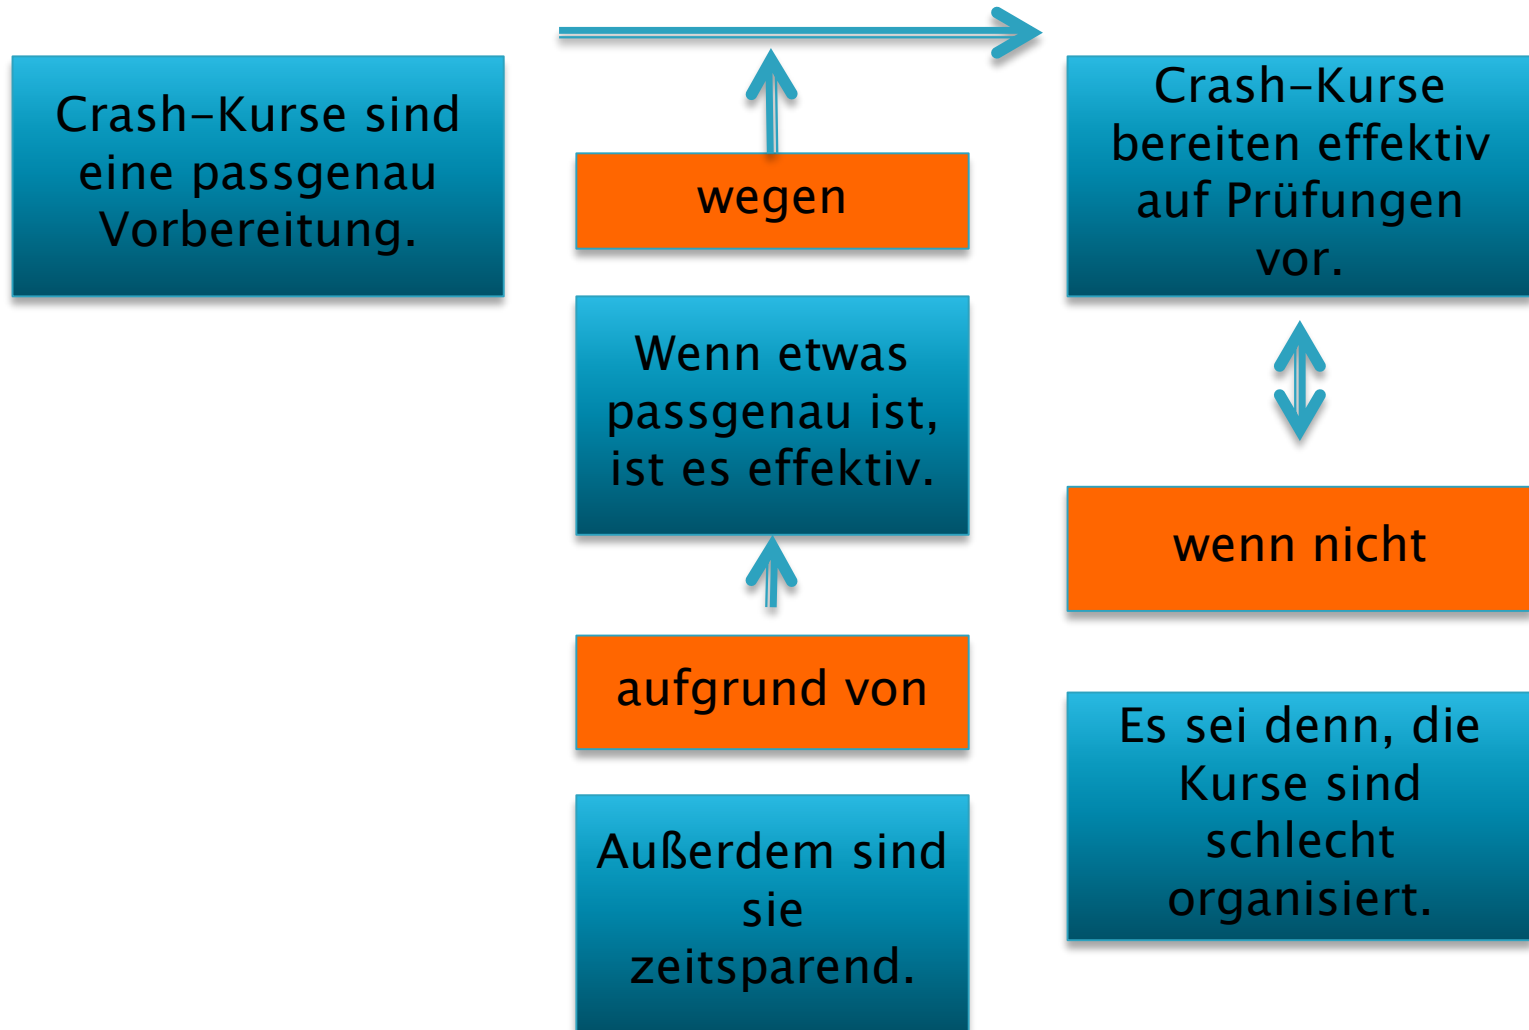 Crash-Kurse sind
eine passgenau
Vorbereitung.
wegen
Wenn etwas
passgenau ist,
ist es effektiv.
aufgrund von
Außerdem sind
sie
zeitsparend.
Crash-Kurse
bereiten effektiv
auf Prüfungen
vor.
wenn nicht
Es sei denn, die
Kurse sind
schlecht
organisiert.